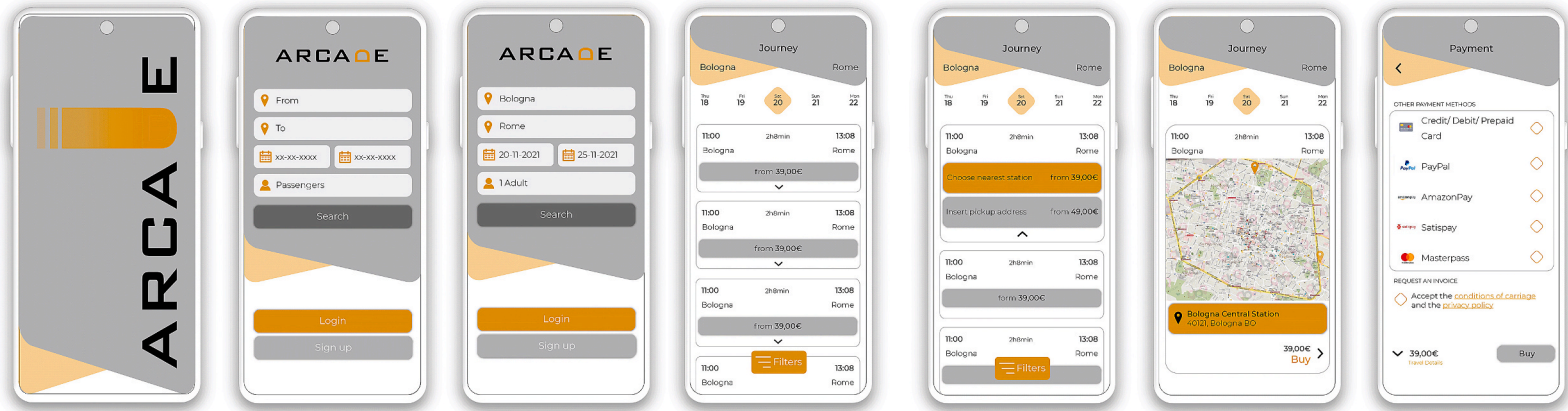 ARCADE
ARCADE
From
To
xx-xx-xxxx xx-xx-xxxx
Passengers
Search
Login
Sign up
ARCADE
Bologna
Rome
20-11-2021 25-11-2021
1 Adult
Search
Login
Sign up
Journey
Bologna Rome
Thu Fri Sat Sun Mon
18 19 20 21 22
11:00 2h8min 13:08
Bologna Rome
from 39,00€
11:00 2h8min 13:08
Bologna Rome
from 39,00€
11:00 2h8min 13:08
Bologna Rome
from 39,00€
Filters
11:00 13:08
Bologna Rome
Journey
Bologna Rome
Thu Fri Sat Sun Mon
18 19 20 21 22
11:00 2h8min 13:08
Bologna Rome
Choose nearest station from 39,00€
Insert pickup address from 49,00€
11:00 2h8min 13:08
Bologna Rome
form 39,00€
11:00 2h8min 13:08
Bologna Rome
Filters
Journey
Bologna Rome
Thu Fri Sat Sun Mon
18 19 20 21 22
11:00 2h8min 13:08
Bologna Rome
Bologna Central Station
40121, Bologna BO
39,00€
Buy
Payment
OTHER PAYMENT METHODS
Credit/ Debit/ Prepaid
Card
PayPal PayPal
AmazonPay
Satispay
Masterpass
REQUEST AN INVOICE
Accept the conditions of carriage
and the privacy policy
39,00€ Buy
Travel Details